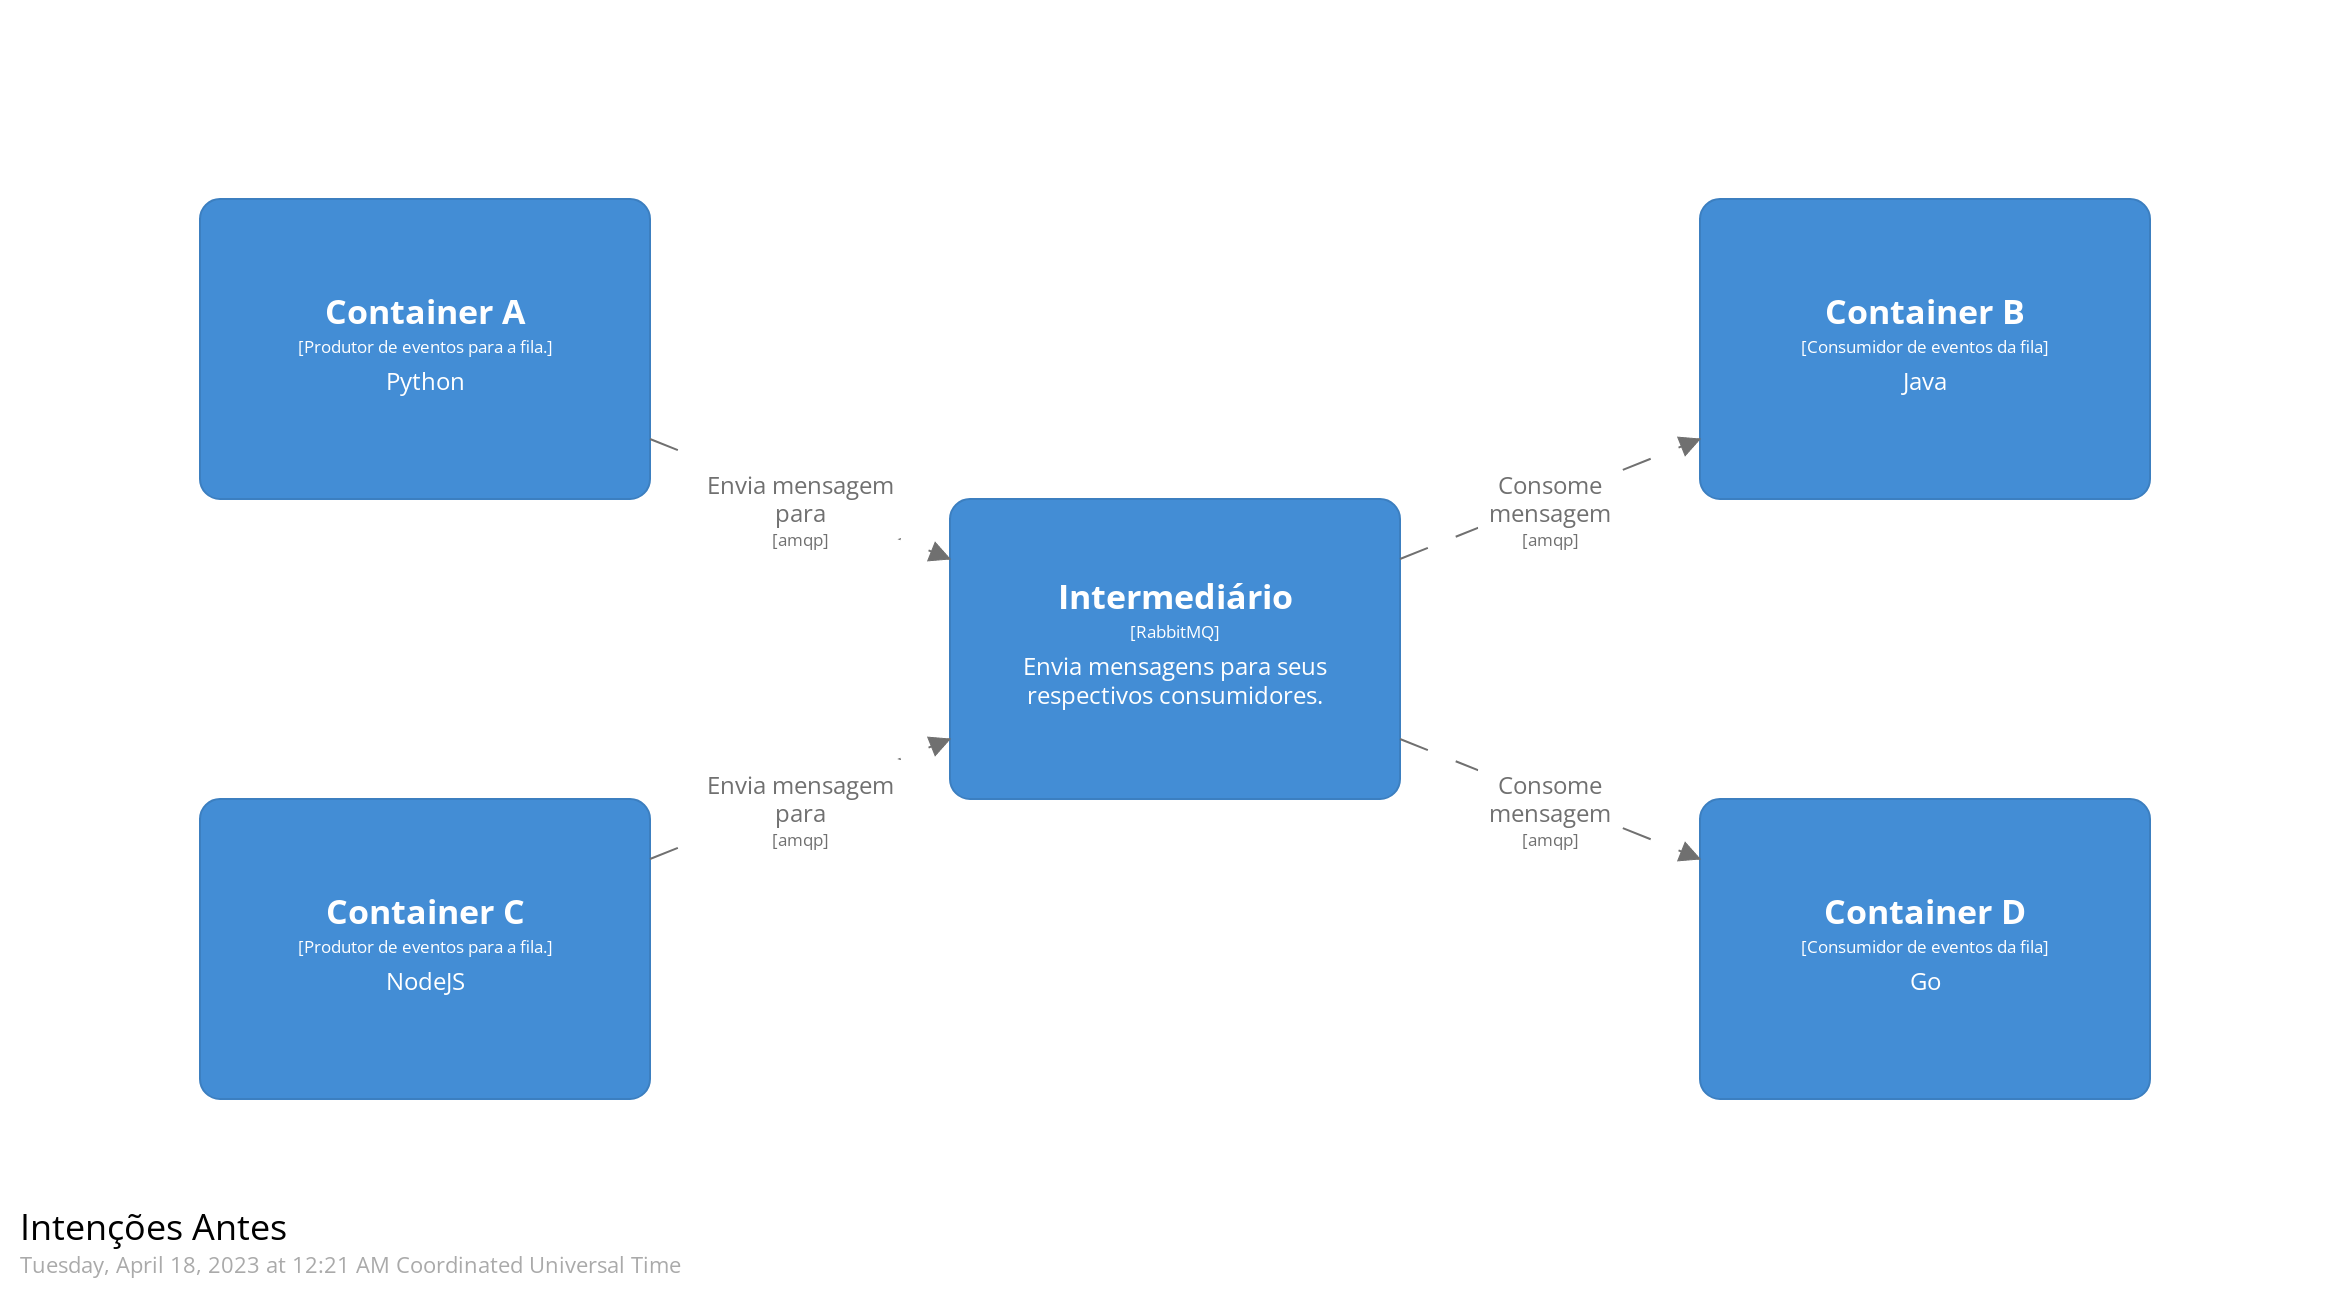 Container A
[Produtor de eventos para a fila.]
Python
Container B
[Consumidor de eventos da fila]
Java
Envia mensagem
para
[amqp]
Consome
mensagem
[amqp]
Intermediário
[RabbitMQ]
Envia mensagens para seus
respectivos consumidores.
Envia mensagem
para
[amqp]
Consome
mensagem
[amqp]
Container C
[Produtor de eventos para a fila.]
NodeJS
Container D
[Consumidor de eventos da fila]
Go
Intenções Antes
Tuesday, April 18, 2023 at 12:21 AM Coordinated Universal Time